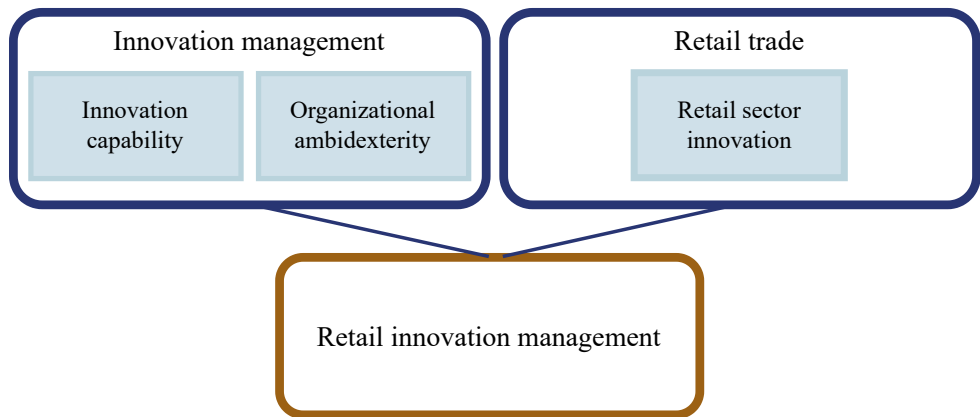 Innovation management
Innovation
capability
Organizational
ambidexterity
Retail trade
Retail sector
innovation
Retail innovation management